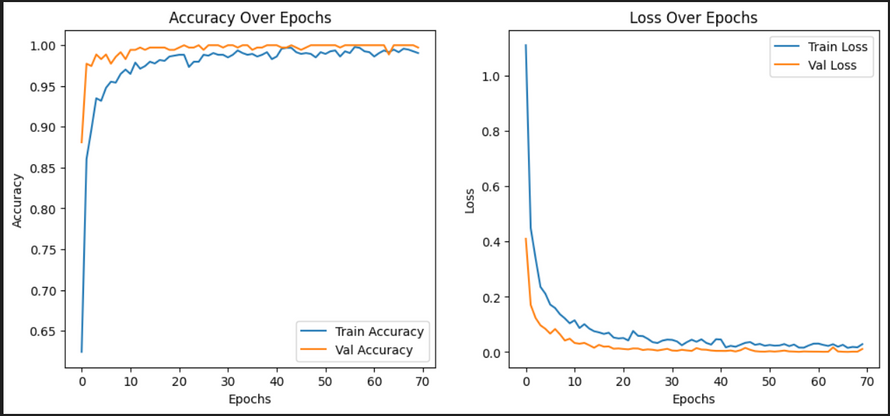 Accuracy Over Epochs
1.00
0.95
0.90
0.85
0.80
0.75
0.70
0.65
Accuracy
0 10 20 30 40 50 60 70
Epochs
Train Accuracy
Val Accuracy
Loss Over Epochs
1.0
0.8
0.6
0.4
0.2
0.0
Loss
0 10 20 30 40 50 60 70
Epochs
Train Loss
Val Loss